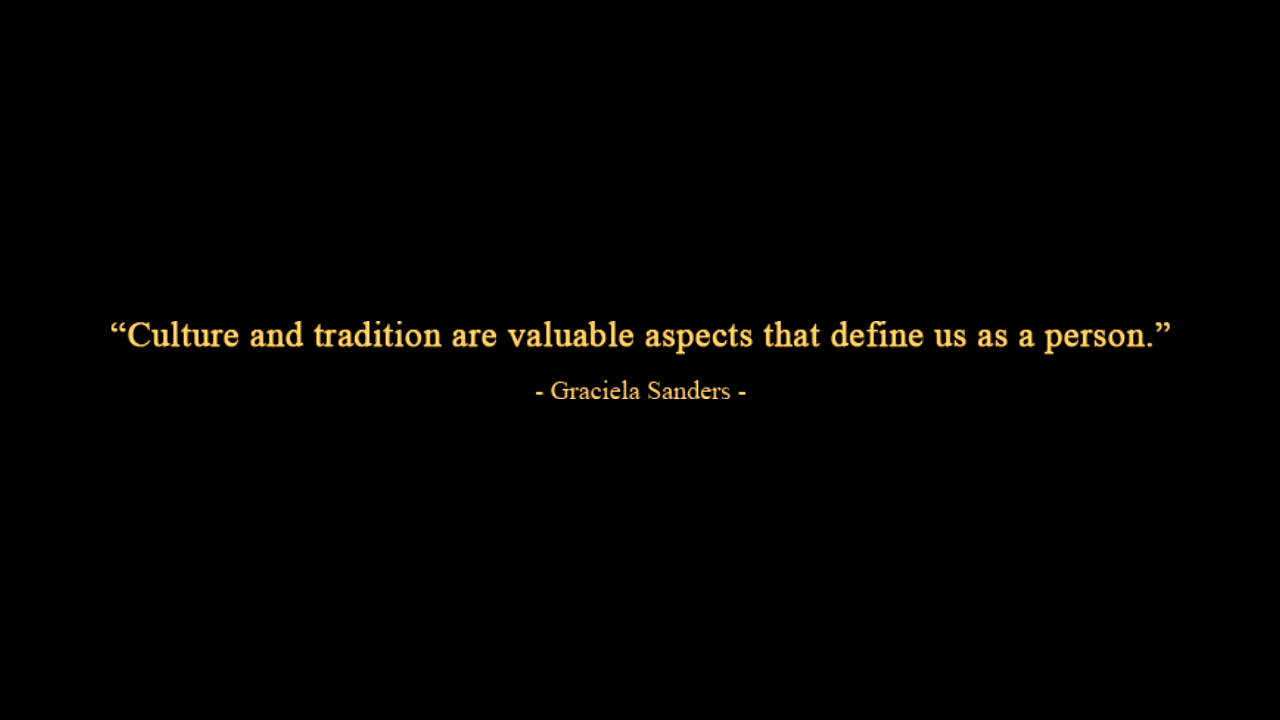 “Culture and tradition are valuable aspects that define us as a person.”
- Graciela Sanders -